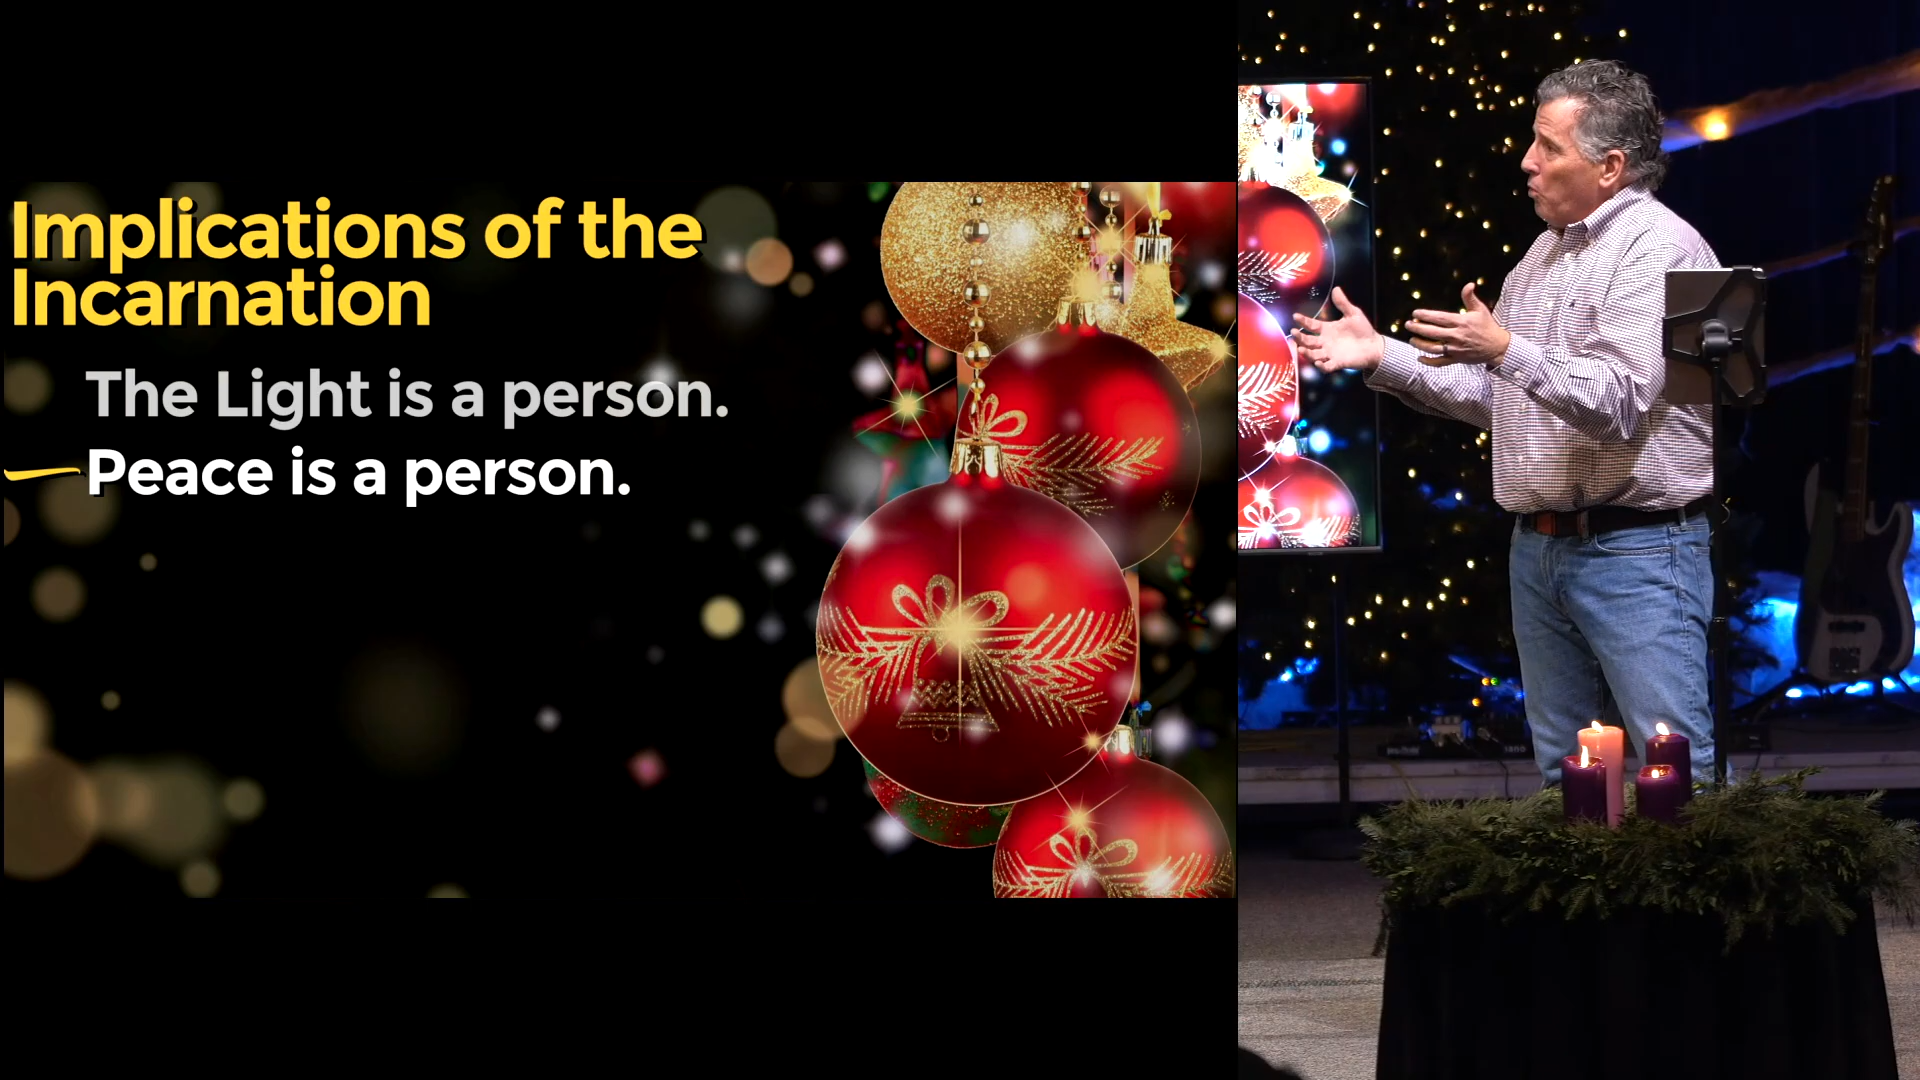 Implications of the
Incarnation
The Light is a person.
Peace is a person.